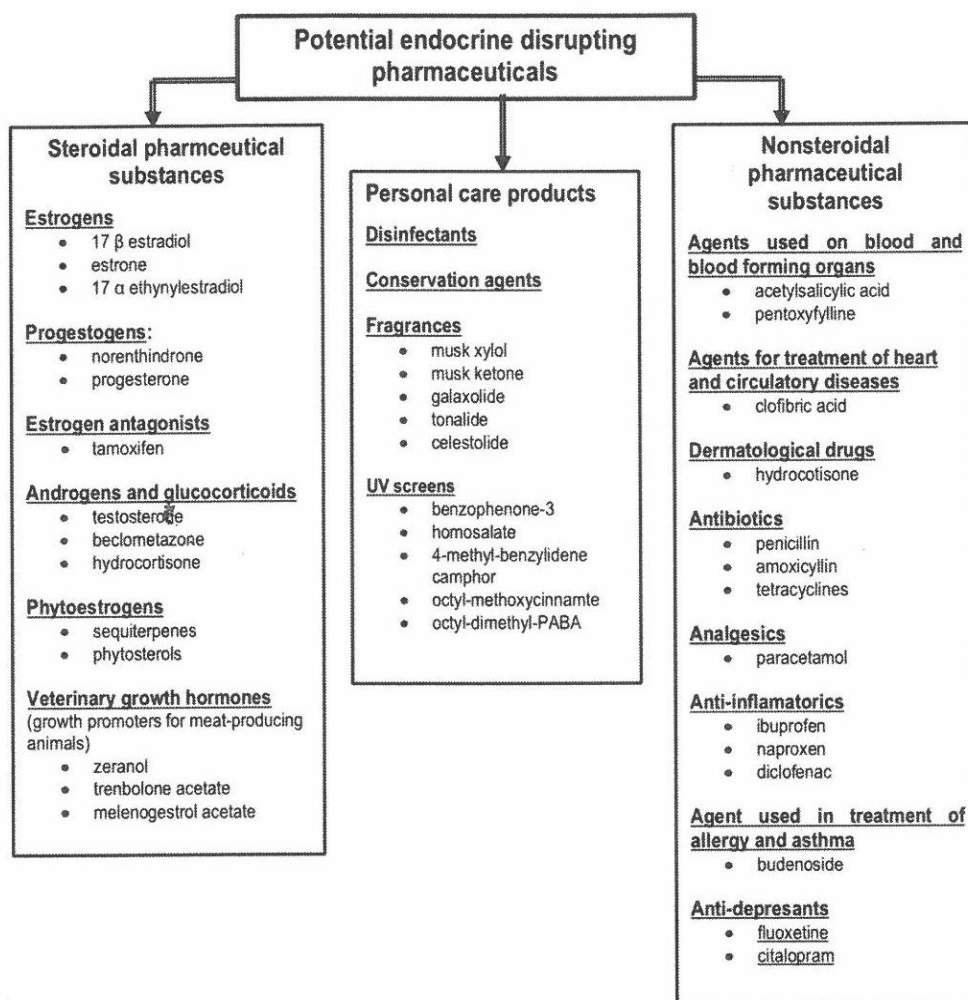 Potential endocrine disrupting
pharmaceuticals
Steroidal pharmceutical
substances
Estrogens
• 17 β estradiol
• estrone
• 17 α ethynylestradiol
Progestogens:
• norenthindrone
• progesterone
Estrogen antagonists
• tamoxifen
Androgens and glucocorticoids
• testosterone
• beclometazone
• hydrocortisone
Phytoestrogens
• sequiterpenes
• phytosterols
Veterinary growth hormones
(growth promoters for meat-producing
animals)
• zeranol
• trenbolone acetate
• melenogestrol acetate
Personal care products
Disinfectants
Conservation agents
Fragrances
• musk xylol
• musk ketone
• galaxolide
• tonalide
• celestolide
UV screens
• benzophenone-3
• homosalate
• 4-methyl-benzylidene
camphor
• octyl-methoxycinnamte
• octyl-dimethyl-PABA
Nonsteroidal
pharmaceutical
substances
Agents used on blood and
blood forming organs
• acetylsalicylic acid
• pentoxyfylline
Agents for treatment of heart
and circulatory diseases
• clofibric acid
Dermatological drugs
• hydrocotisone
Antibiotics
• penicillin
• amoxicyllin
• tetracyclines
Analgesics
• paracetamol
Anti-inflamatorics
• ibuprofen
• naproxen
• diclofenac
Agent used in treatment of
allergy and asthma
• budenoside
Anti-depresants
• fluoxetine
• citalopram